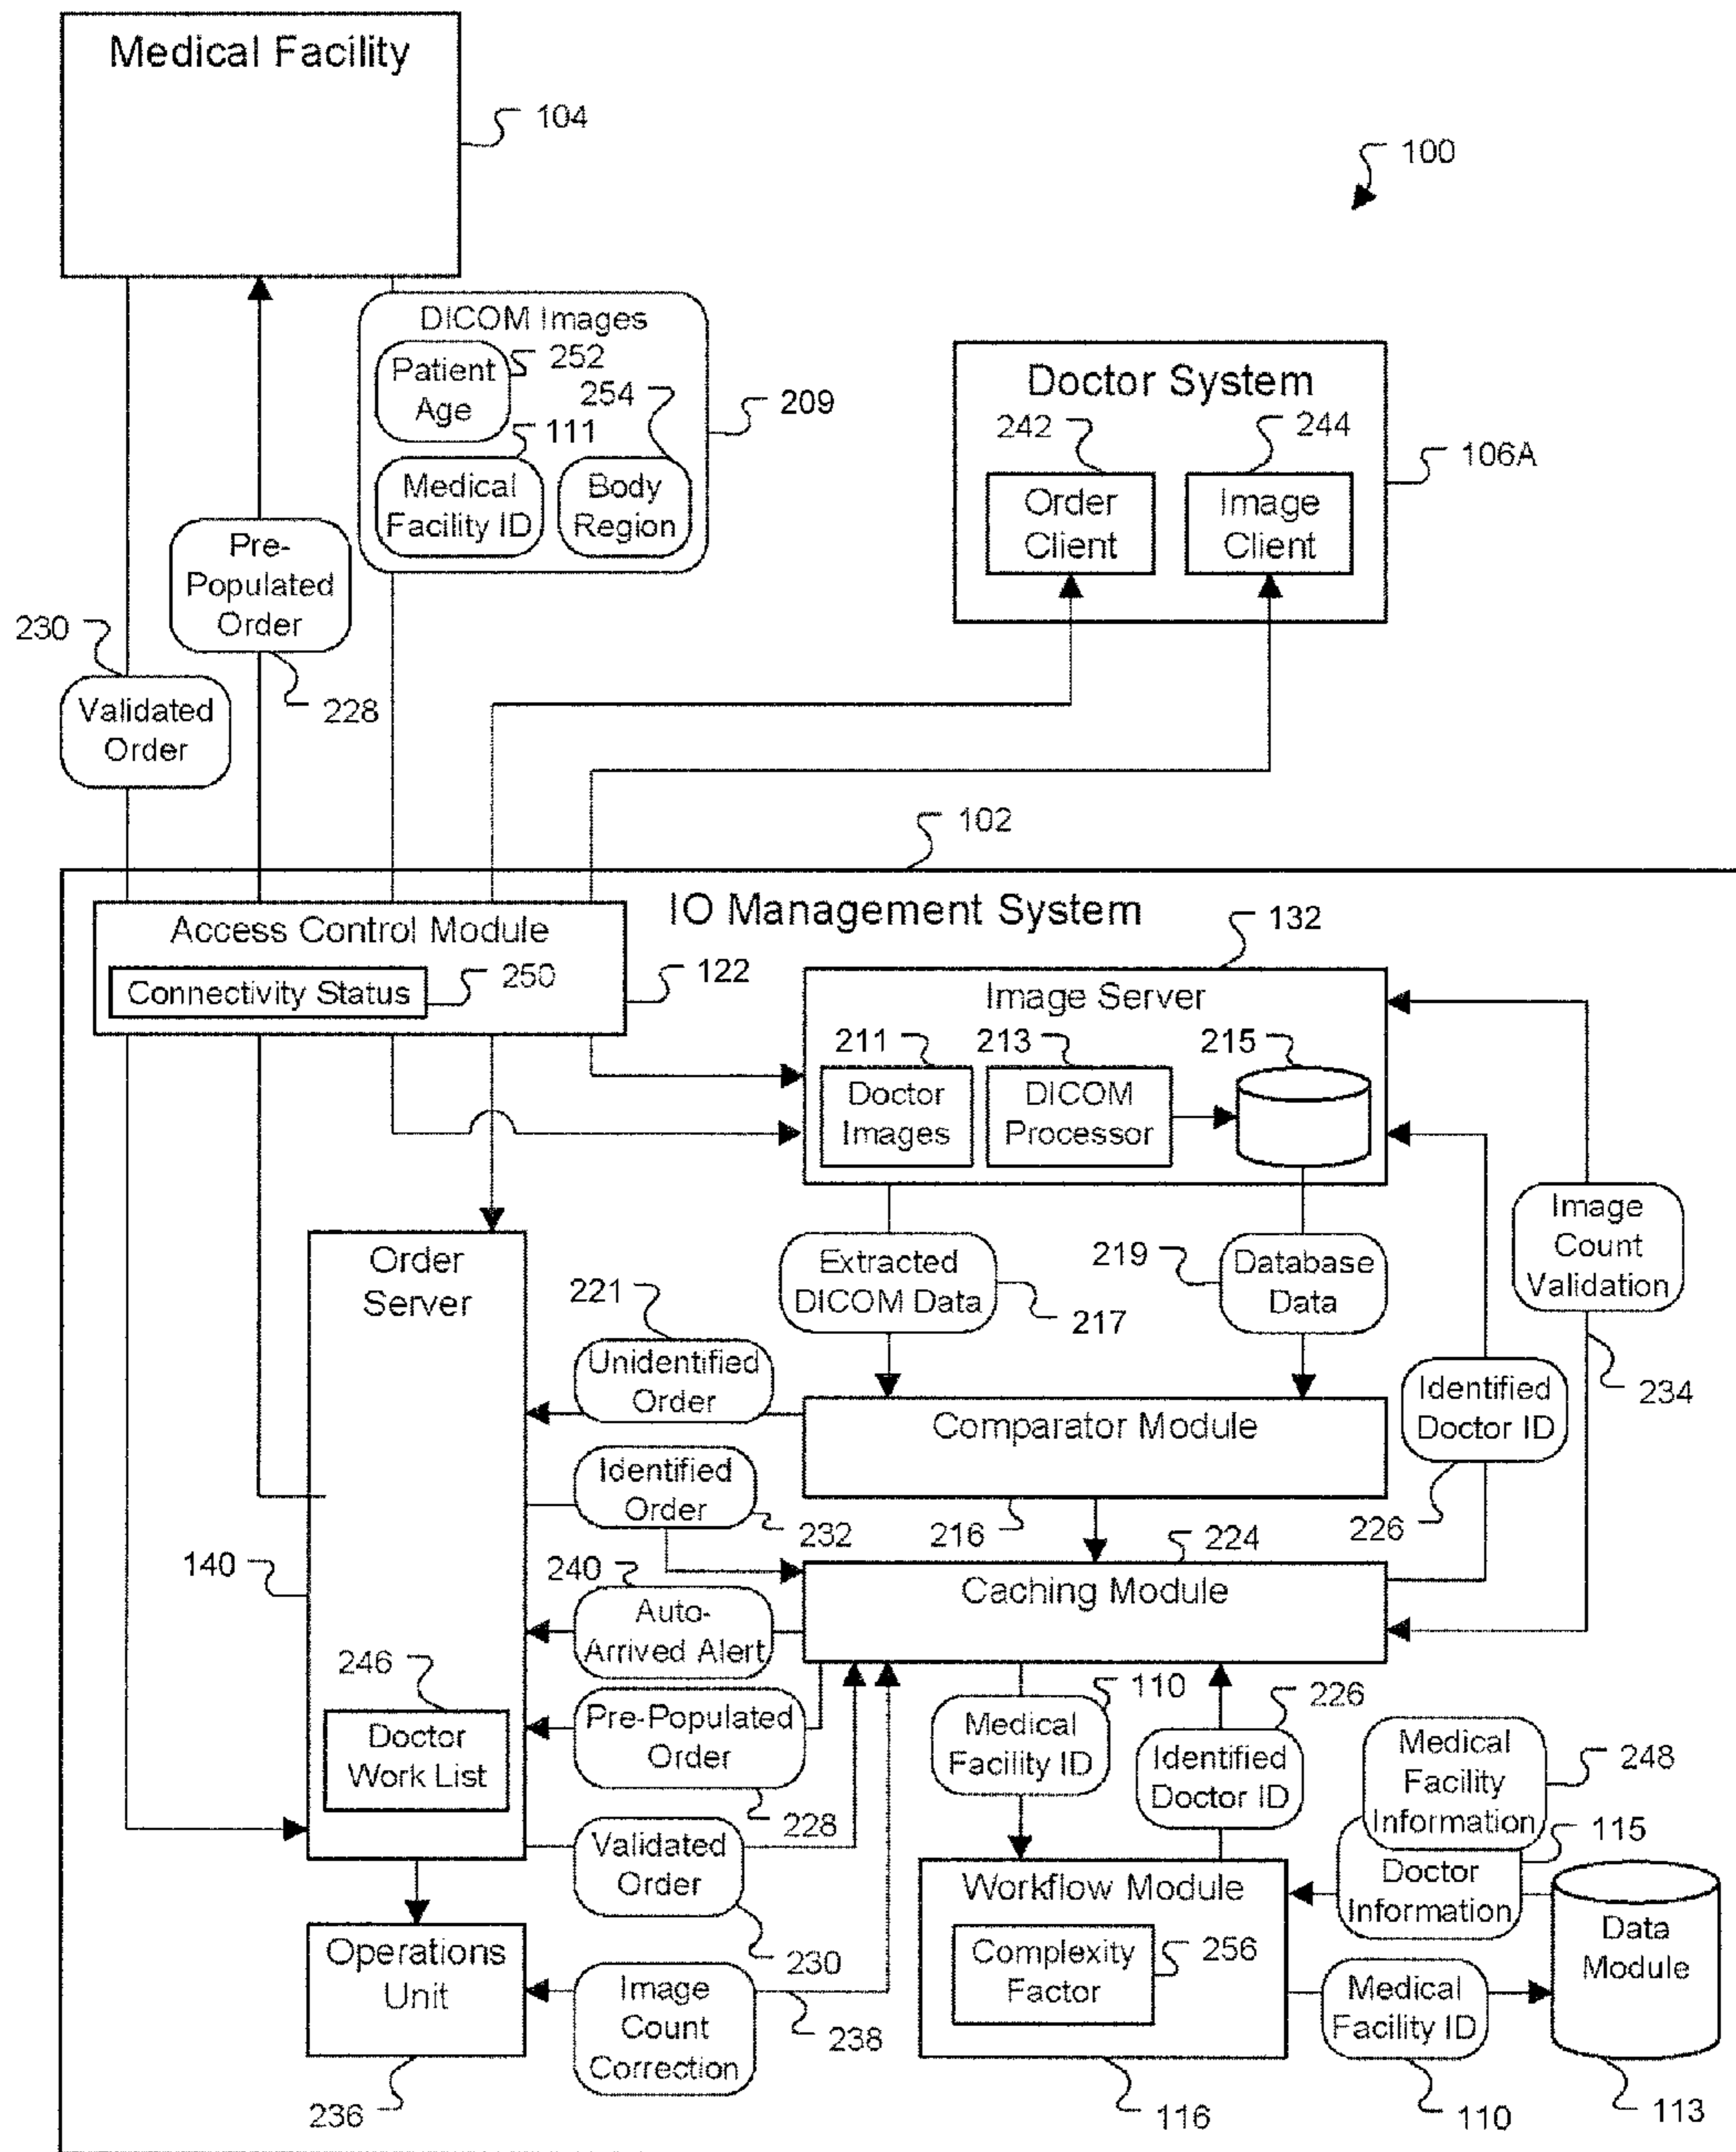 Medical Facility
104
100
DICOM Images
Patient
Age
252
254
111
209
Medical
Facility ID
Body
Region
Doctor System
242
244
106A
Order
Client
Image
Client
Pre-
Populated
Order
230
228
Validated
Order
102
IO Management System
Access Control Module
Connectivity Status
250
122
132
Image Server
211
213
215
Doctor
Images
DICOM
Processor
Order
Server
Extracted
DICOM Data
217
219
Database
Data
Image
Count
Validation
234
221
Unidentified
Order
Comparator Module
Identified
Doctor ID
226
Identified
Order
232
216
224
140
240
Caching Module
Auto-
Arrived Alert
246
Doctor
Work List
Pre-Populated
Order
228
110
Medical
Facility ID
226
Identified
Doctor ID
Medical
Facility
Information
248
115
Doctor
Information
Validated
Order
230
Workflow Module
Complexity
Factor
256
Data
Module
Operations
Unit
Image
Count
Correction
238
Medical
Facility ID
236
116
110
113